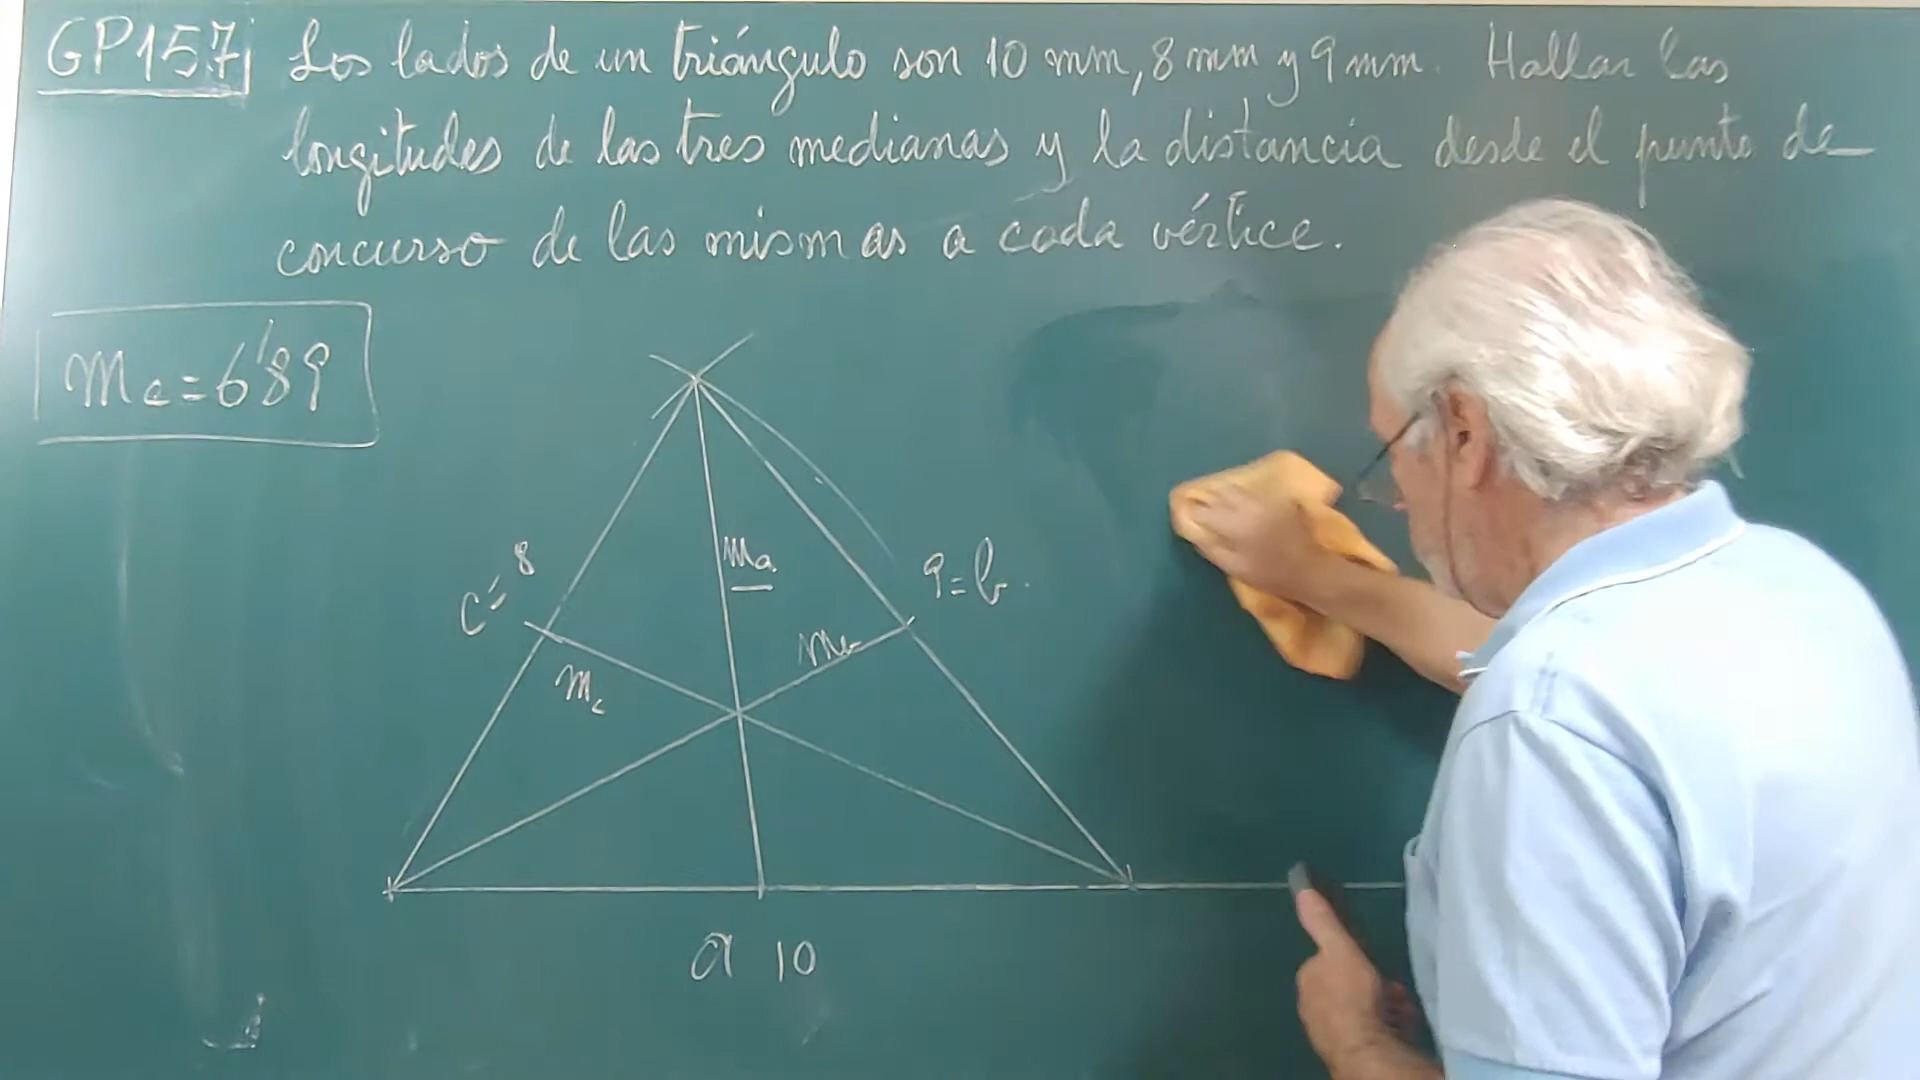 GP157 Los lados de un triángulo son 10 mm, 8 mm y 9 mm. Hallar las
longitudes de las tres medianas y la distancia desde el punto de
concurso de las mismas a cada vértice.
mc = 6'89
c = 8
ma
9 = b
mb
mc
a 10